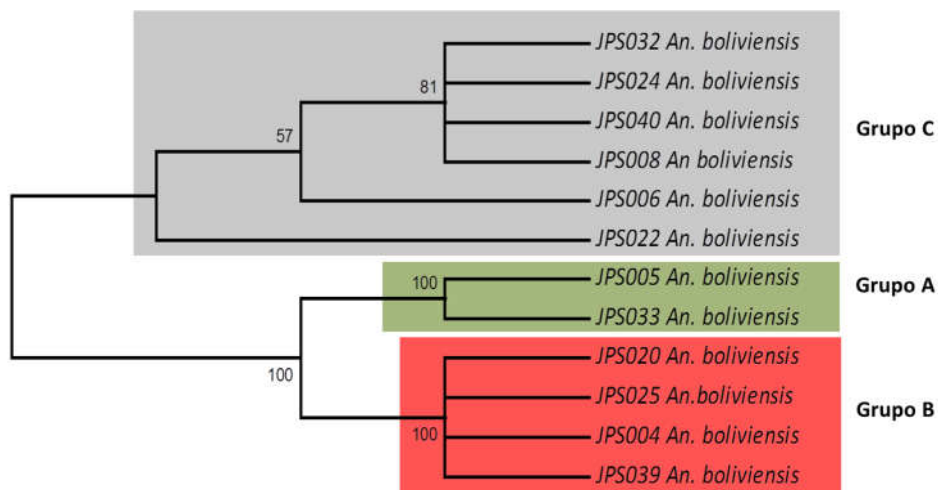 JPS032 An. boliviensis
JPS024 An. boliviensis
81
JPS040 An. boliviensis
Grupo C
57
JPS008 An boliviensis
JPS006 An. boliviensis
JPS022 An. boliviensis
JPS005 An. boliviensis
100
Grupo A
JPS033 An. boliviensis
JPS020 An. boliviensis
100
JPS025 An.boliviensis
Grupo B
JPS004 An. boliviensis
100
JPS039 An. boliviensis